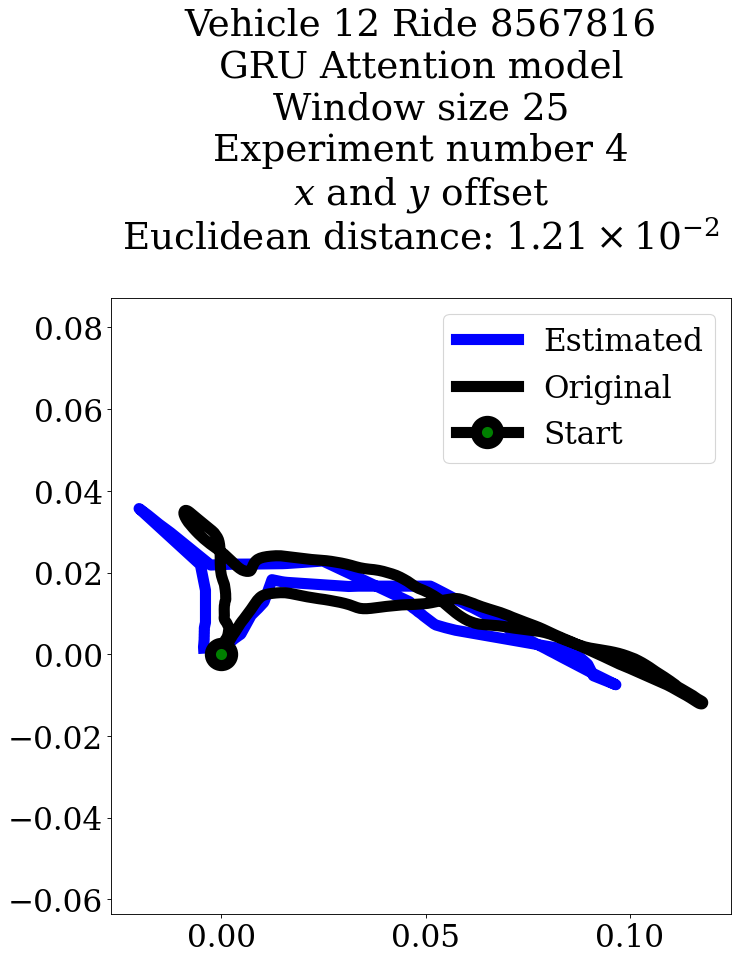 Vehicle 12 Ride 8567816
GRU Attention model
Window size 25
Experiment number 4
x and y offset
Euclidean distance: 1.21 × 10⁻²
Estimated
Original
Start
0.08
0.06
0.04
0.02
0.00
−0.02
−0.04
−0.06
0.00 0.05 0.10